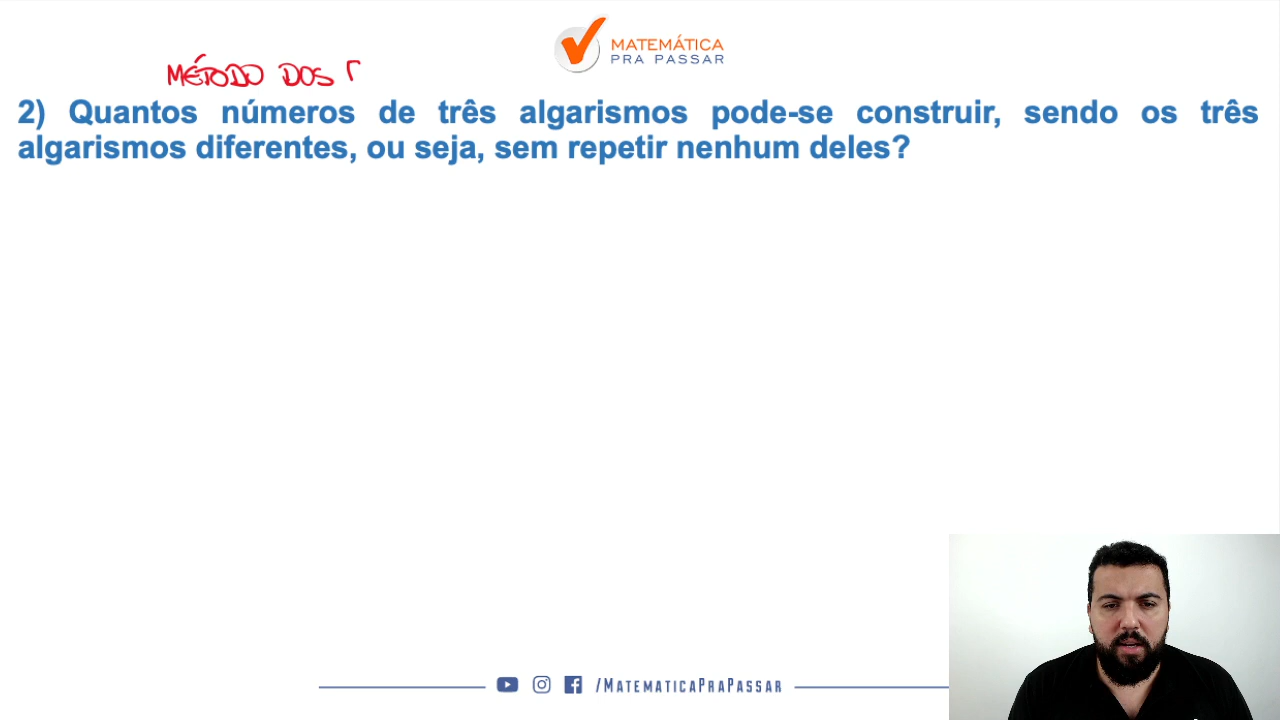 MATEMÁTICA
PRA PASSAR
MÉTODO DOS
2) Quantos números de três algarismos pode-se construir, sendo os três
algarismos diferentes, ou seja, sem repetir nenhum deles?
/MATEMATICAPRAPASSAR